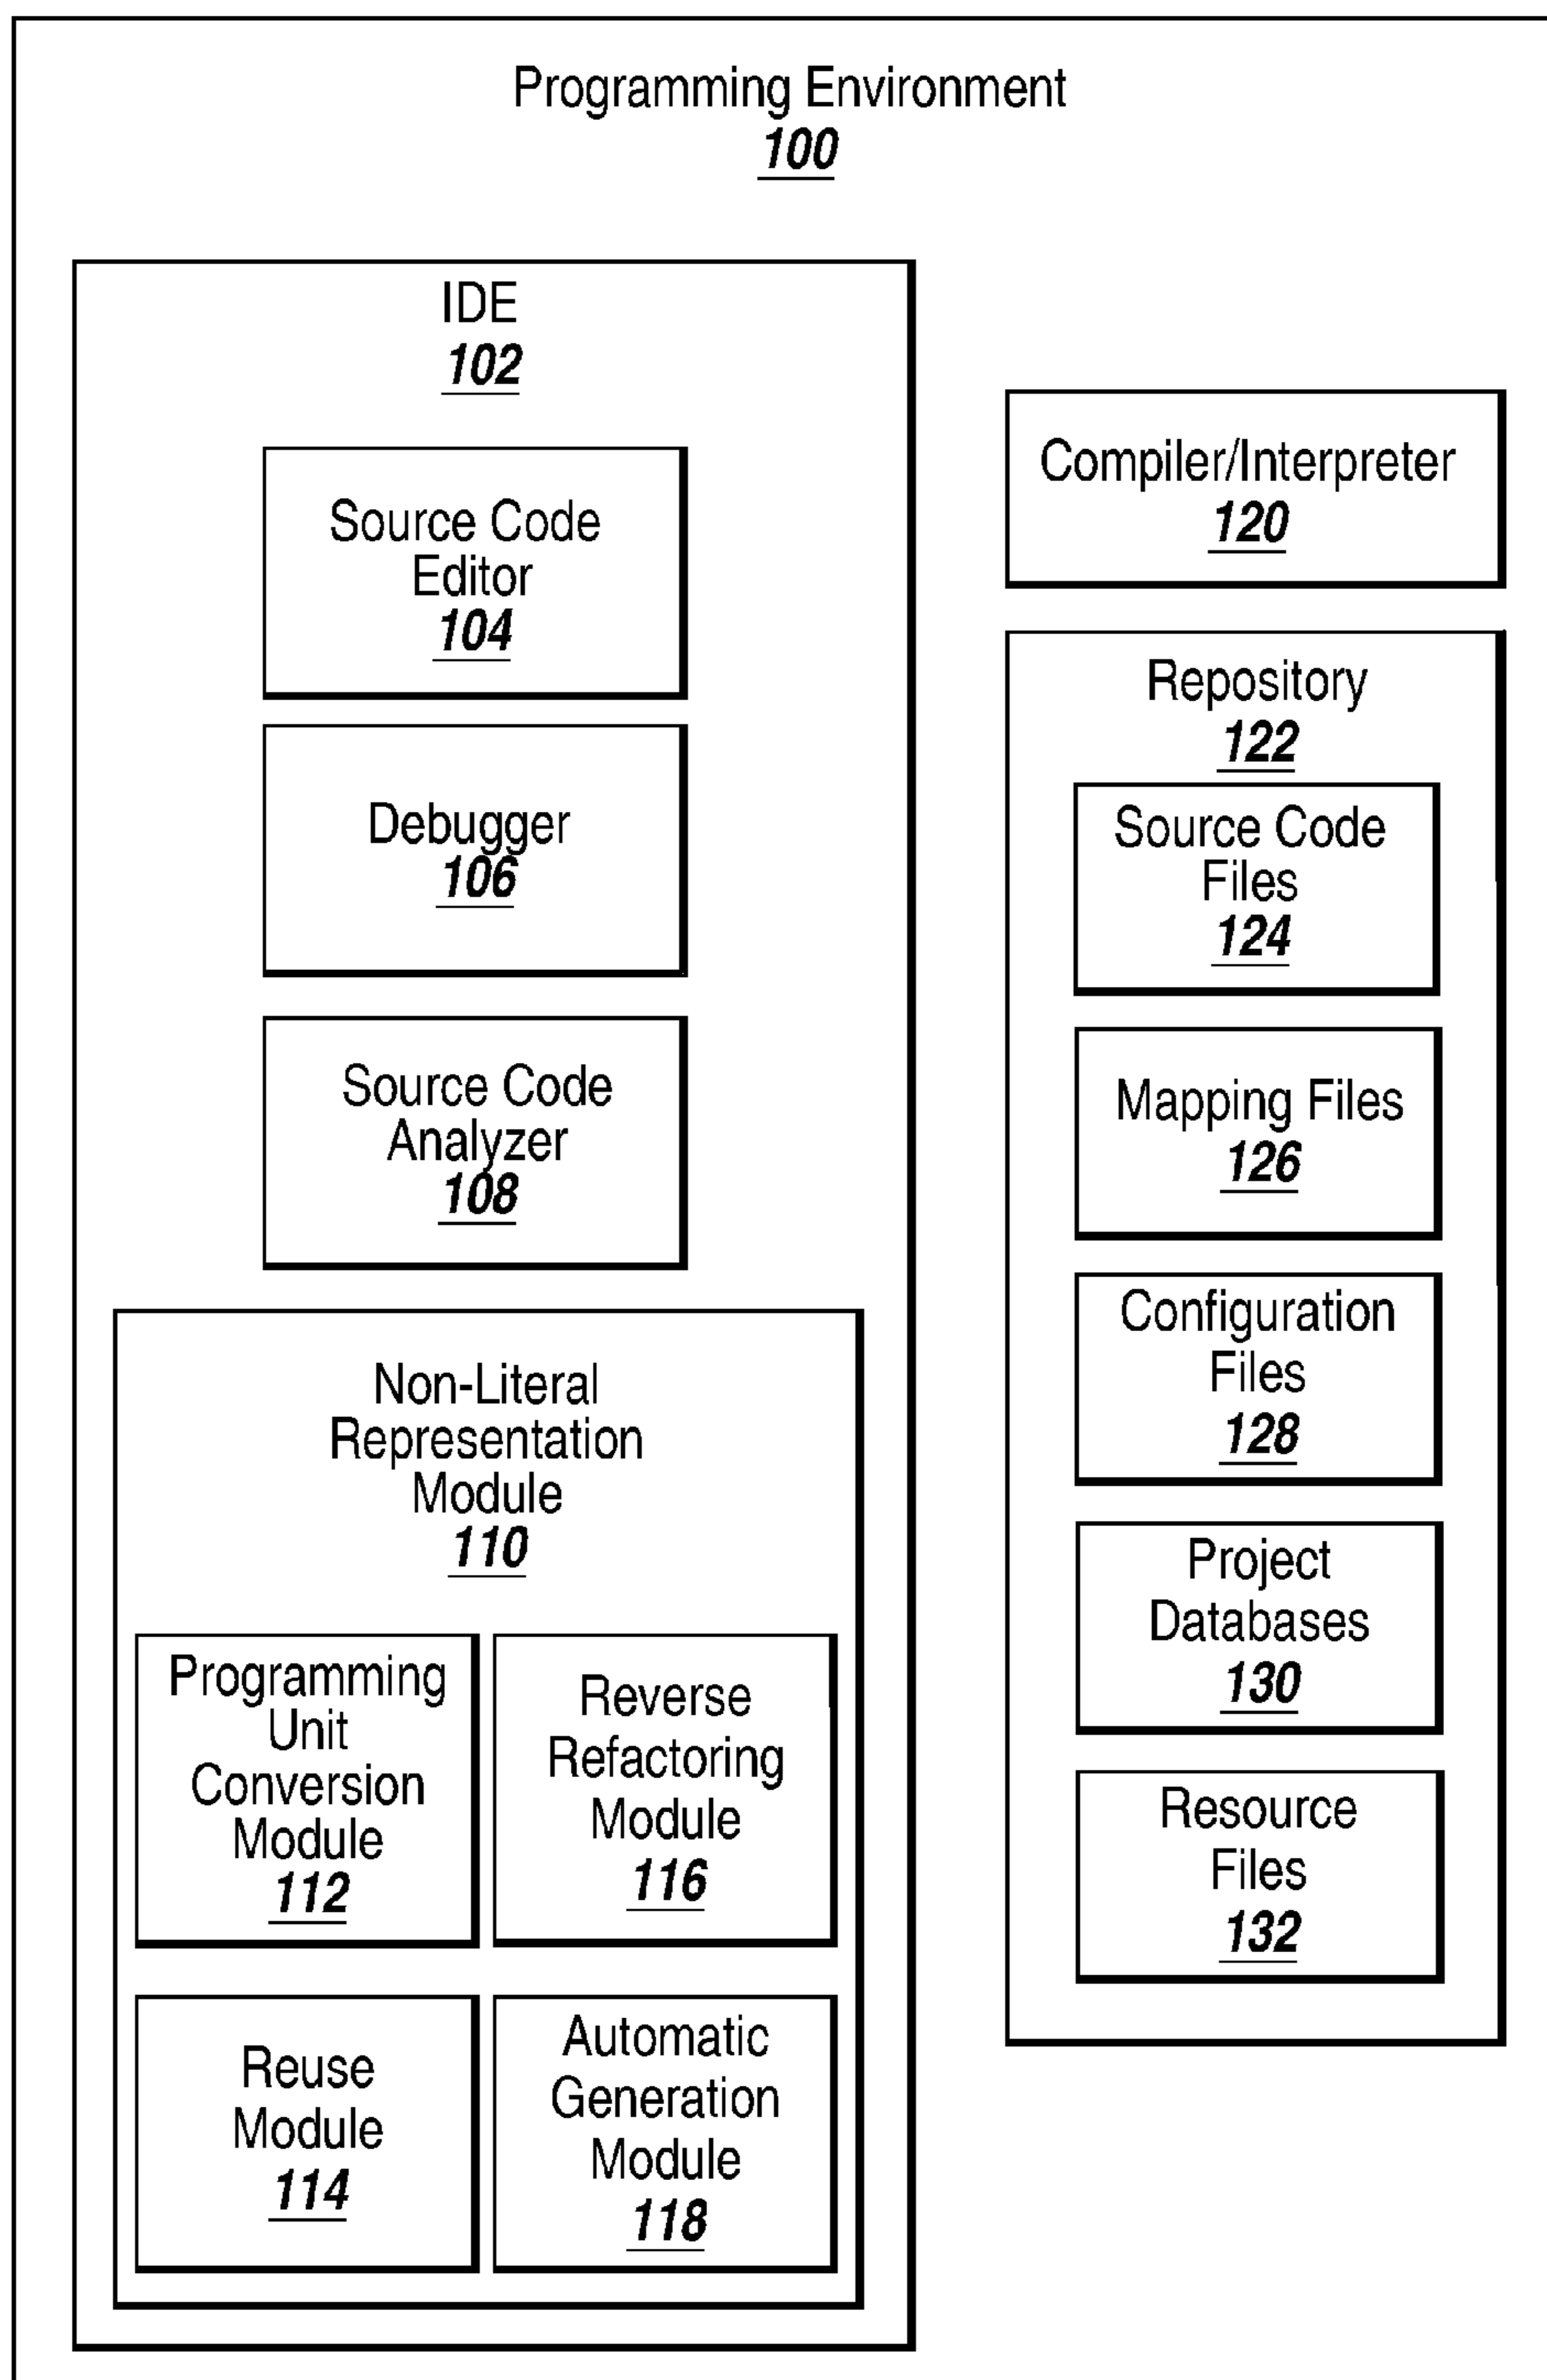 Programming Environment
100
IDE
102
Source Code
Editor
104
Debugger
106
Source Code
Analyzer
108
Non-Literal
Representation
Module
110
Programming
Unit
Conversion
Module
112
Reverse
Refactoring
Module
116
Reuse
Module
114
Automatic
Generation
Module
118
Compiler/Interpreter
120
Repository
122
Source Code
Files
124
Mapping Files
126
Configuration
Files
128
Project
Databases
130
Resource
Files
132